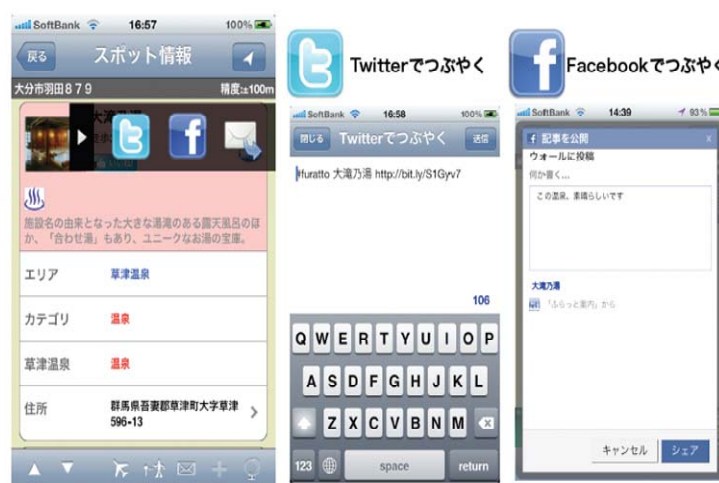 SoftBank 16:57 100%
戻る スポット情報
大分市羽田879 精度:±100m
大滝乃湯
施設名の由来となった大きな湯滝のある露天風呂のほ
か、「合わせ湯」もあり、ユニークなお湯の宝庫。
エリア 草津温泉
カテゴリ 温泉
草津温泉 温泉
住所 群馬県吾妻郡草津町大字草津
596-13
Twitterでつぶやく
SoftBank 16:58 100%
閉じる Twitterでつぶやく 送信
#furatto 大滝乃湯 http://bit.ly/S1Gyv7
106
Q W E R T Y U I O P
A S D F G H J K L
Z X C V B N M
123 space return
Facebookでつぶやく
SoftBank 14:39 93%
記事を公開 x
ウォールに投稿
何か書く...
この温泉、素晴らしいです
大滝乃湯
「ふらっと案内」から
キャンセル シェア